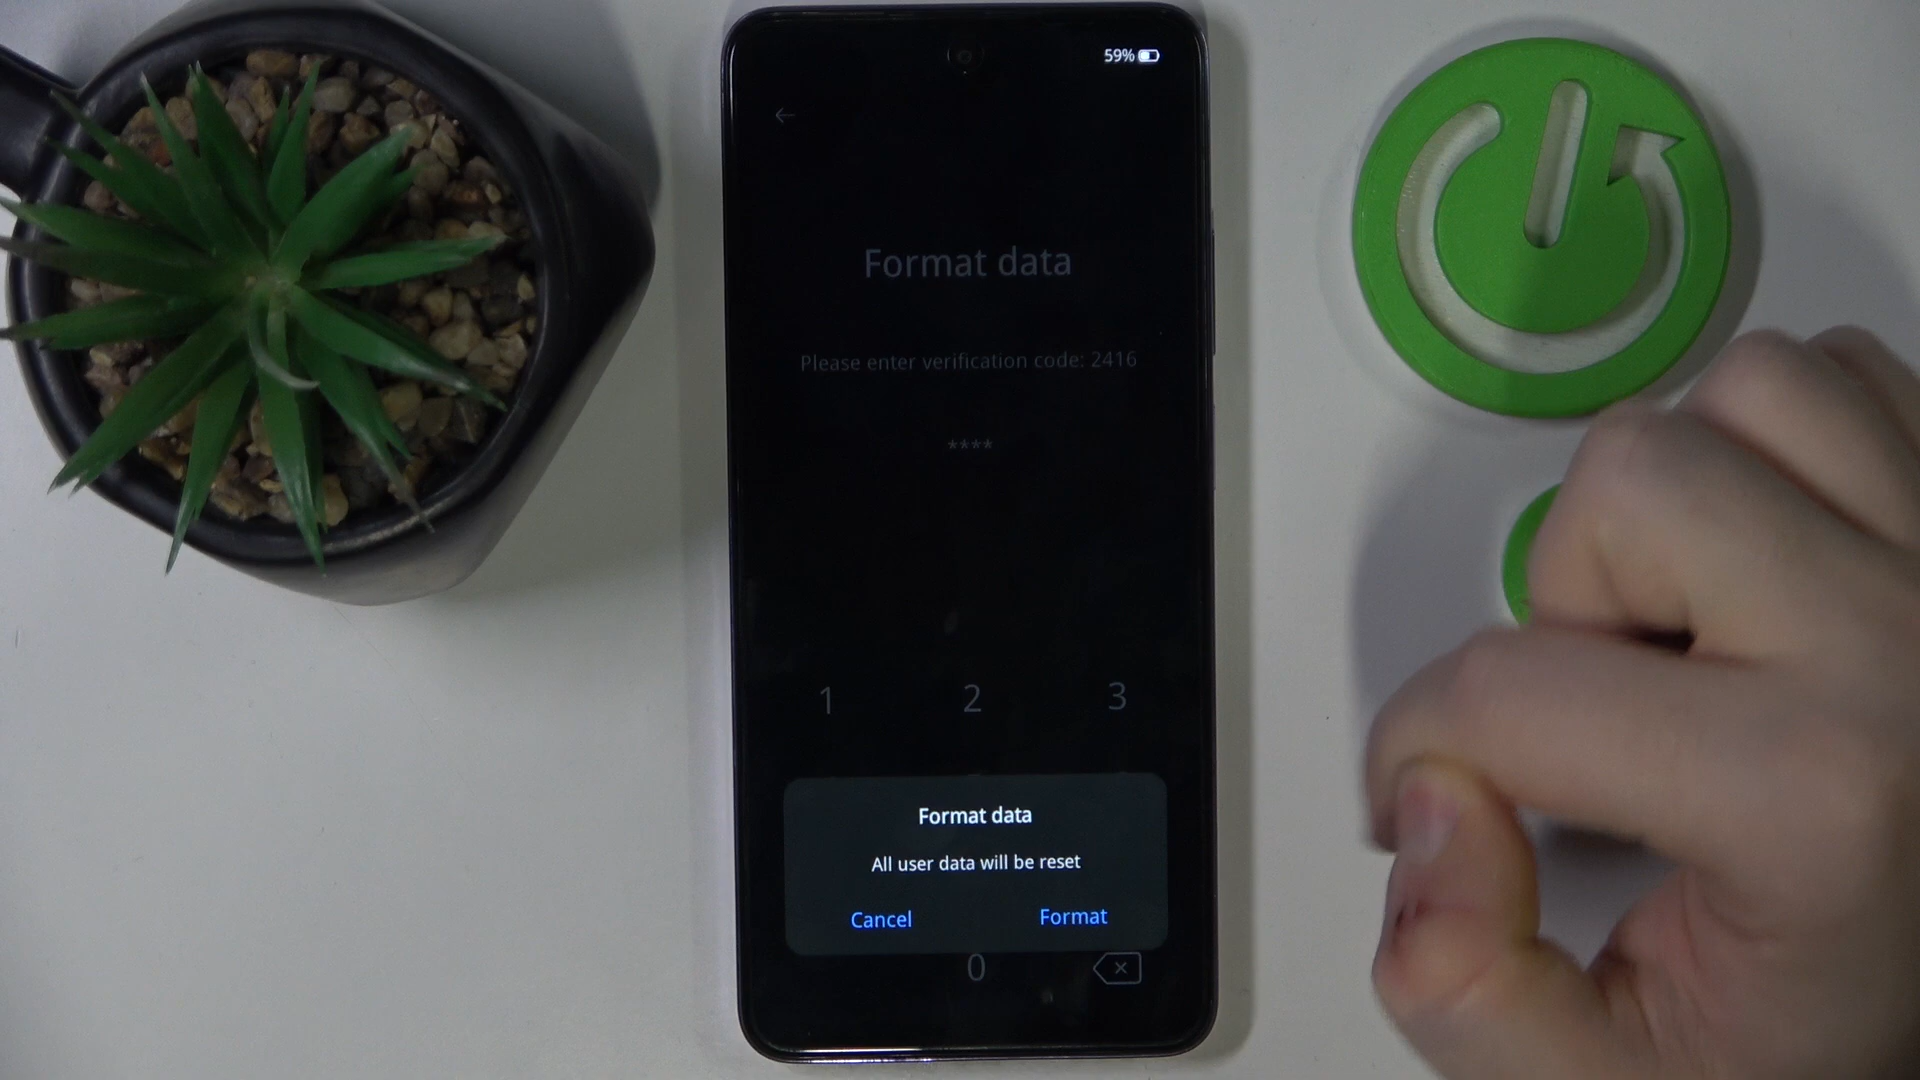 59%
Format data
Please enter verification code: 2416
****
1 2 3
Format data
All user data will be reset
Cancel Format
0